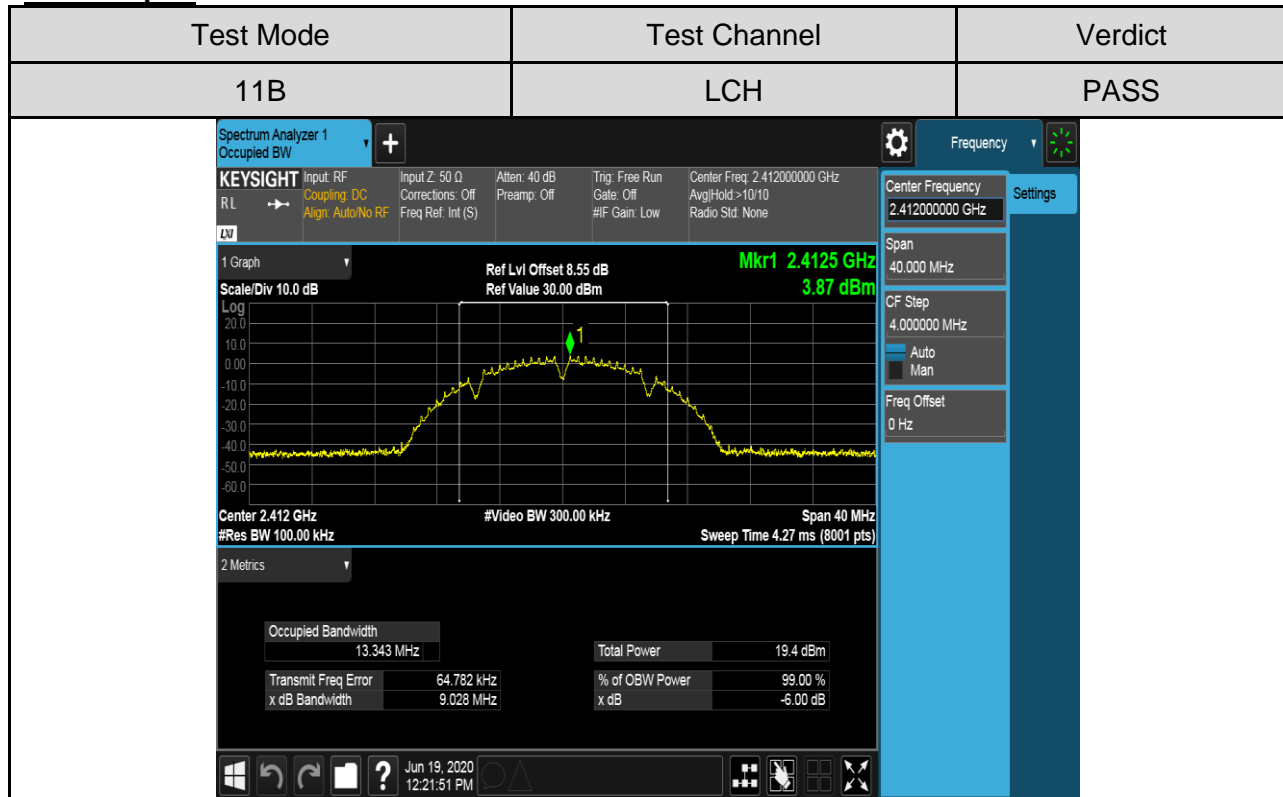 Test Mode Test Channel Verdict
11B LCH PASS
Spectrum Analyzer 1
Occupied BW
+
Frequency
KEYSIGHT
RL
LXI
Input: RF
Coupling: DC
Align: Auto/No RF
Input Z: 50 Ω
Corrections: Off
Freq Ref: Int (S)
Atten: 40 dB
Preamp: Off
Trig: Free Run
Gate: Off
#IF Gain: Low
Center Freq: 2.412000000 GHz
Avg|Hold:>10/10
Radio Std: None
Center Frequency
2.412000000 GHz
Settings
Span
40.000 MHz
CF Step
4.000000 MHz
Auto
Man
Freq Offset
0 Hz
1 Graph
Scale/Div 10.0 dB
Ref Lvl Offset 8.55 dB
Ref Value 30.00 dBm
Mkr1 2.4125 GHz
3.87 dBm
Log
20.0
10.0
0.00
-10.0
-20.0
-30.0
-40.0
-50.0
-60.0
1
Center 2.412 GHz
#Res BW 100.00 kHz
#Video BW 300.00 kHz
Span 40 MHz
Sweep Time 4.27 ms (8001 pts)
2 Metrics
Occupied Bandwidth
13.343 MHz
Total Power 19.4 dBm
Transmit Freq Error 64.782 kHz
% of OBW Power 99.00 %
x dB Bandwidth 9.028 MHz
x dB -6.00 dB
?
Jun 19, 2020
12:21:51 PM